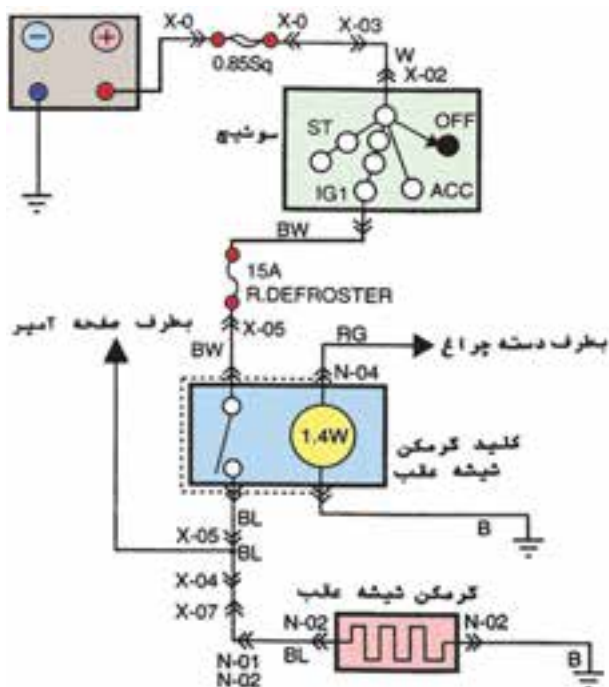 X-0
X-0
X-03
− +
0.85Sq
W
X-02
سوئیچ
ST
OFF
IG1
ACC
BW
15A
R.DEFROSTER
بطرف صفحه آمپر
X-05
BW
RG
بطرف دسته چراغ
N-04
1.4W
کلید گرمکن
شیشه عقب
BL
X-05
BL
B
X-04
X-07
گرمکن شیشه عقب
N-02
N-02
N-01
BL
B
N-02